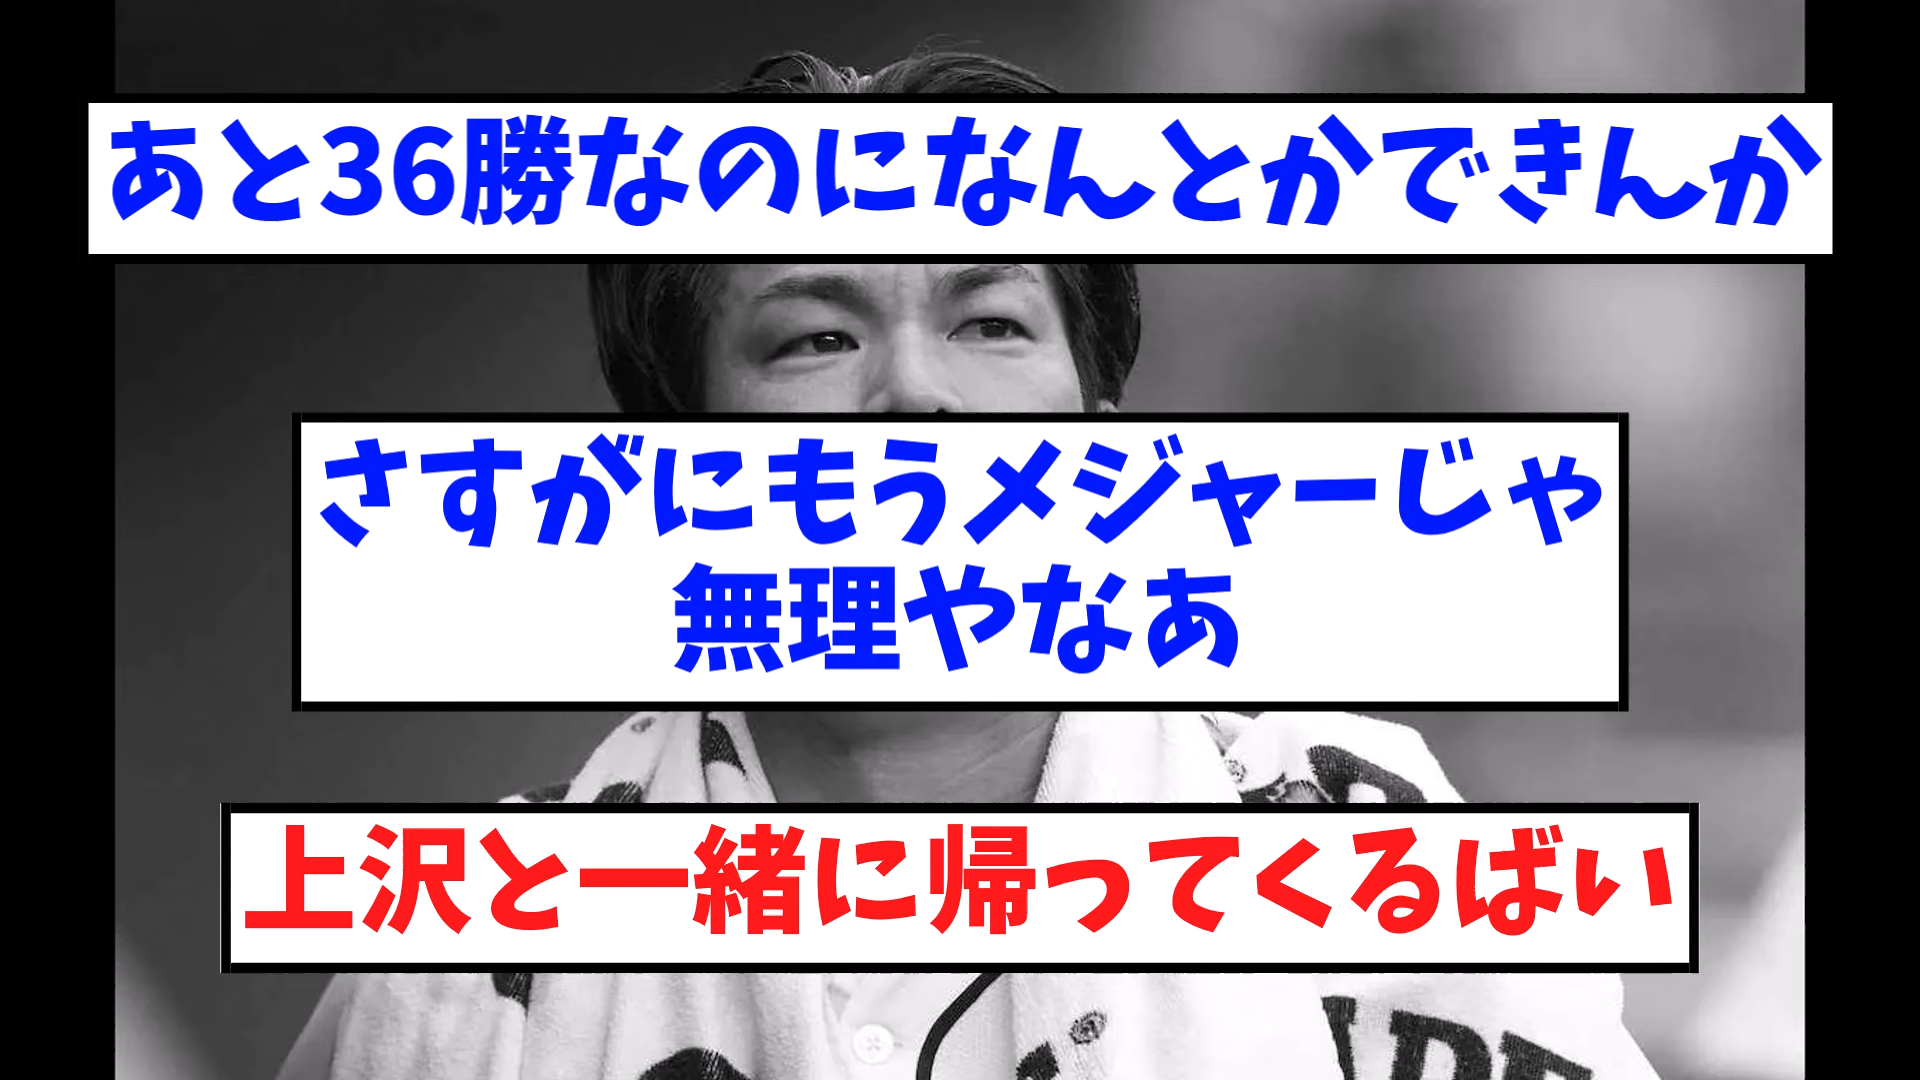 あと36勝なのになんとかできんか
さすがにもうメジャーじゃ
無理やなあ
上沢と一緒に帰ってくるばい